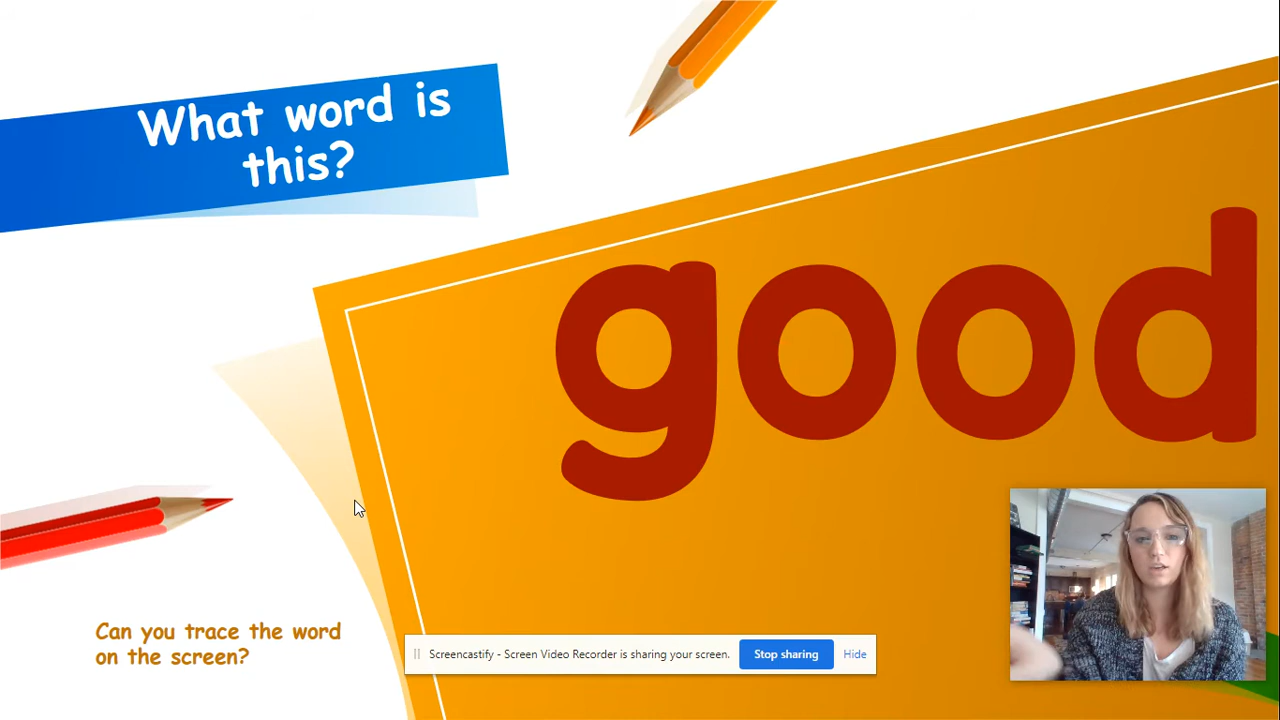 What word is
this?
good
Can you trace the word
on the screen?
Screencastify - Screen Video Recorder is sharing your screen. Stop sharing Hide